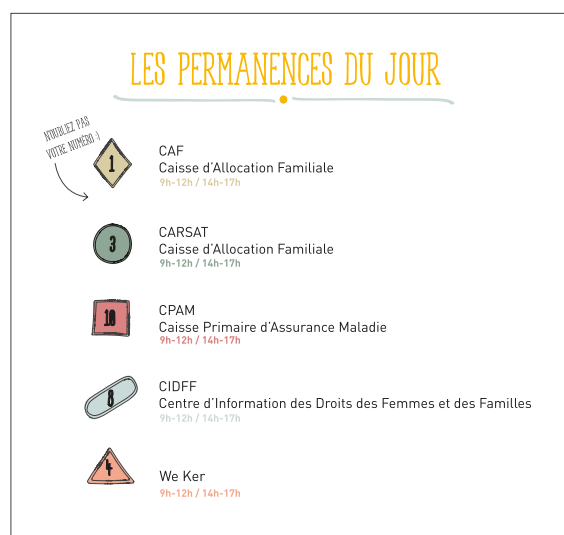 LES PERMANENCES DU JOUR
N'OUBLIEZ PAS
VOTRE NUMÉRO :)
1
CAF
Caisse d'Allocation Familiale
9h-12h / 14h-17h
3
CARSAT
Caisse d'Allocation Familiale
9h-12h / 14h-17h
10
CPAM
Caisse Primaire d'Assurance Maladie
9h-12h / 14h-17h
8
CIDFF
Centre d'Information des Droits des Femmes et des Familles
9h-12h / 14h-17h
4
We Ker
9h-12h / 14h-17h